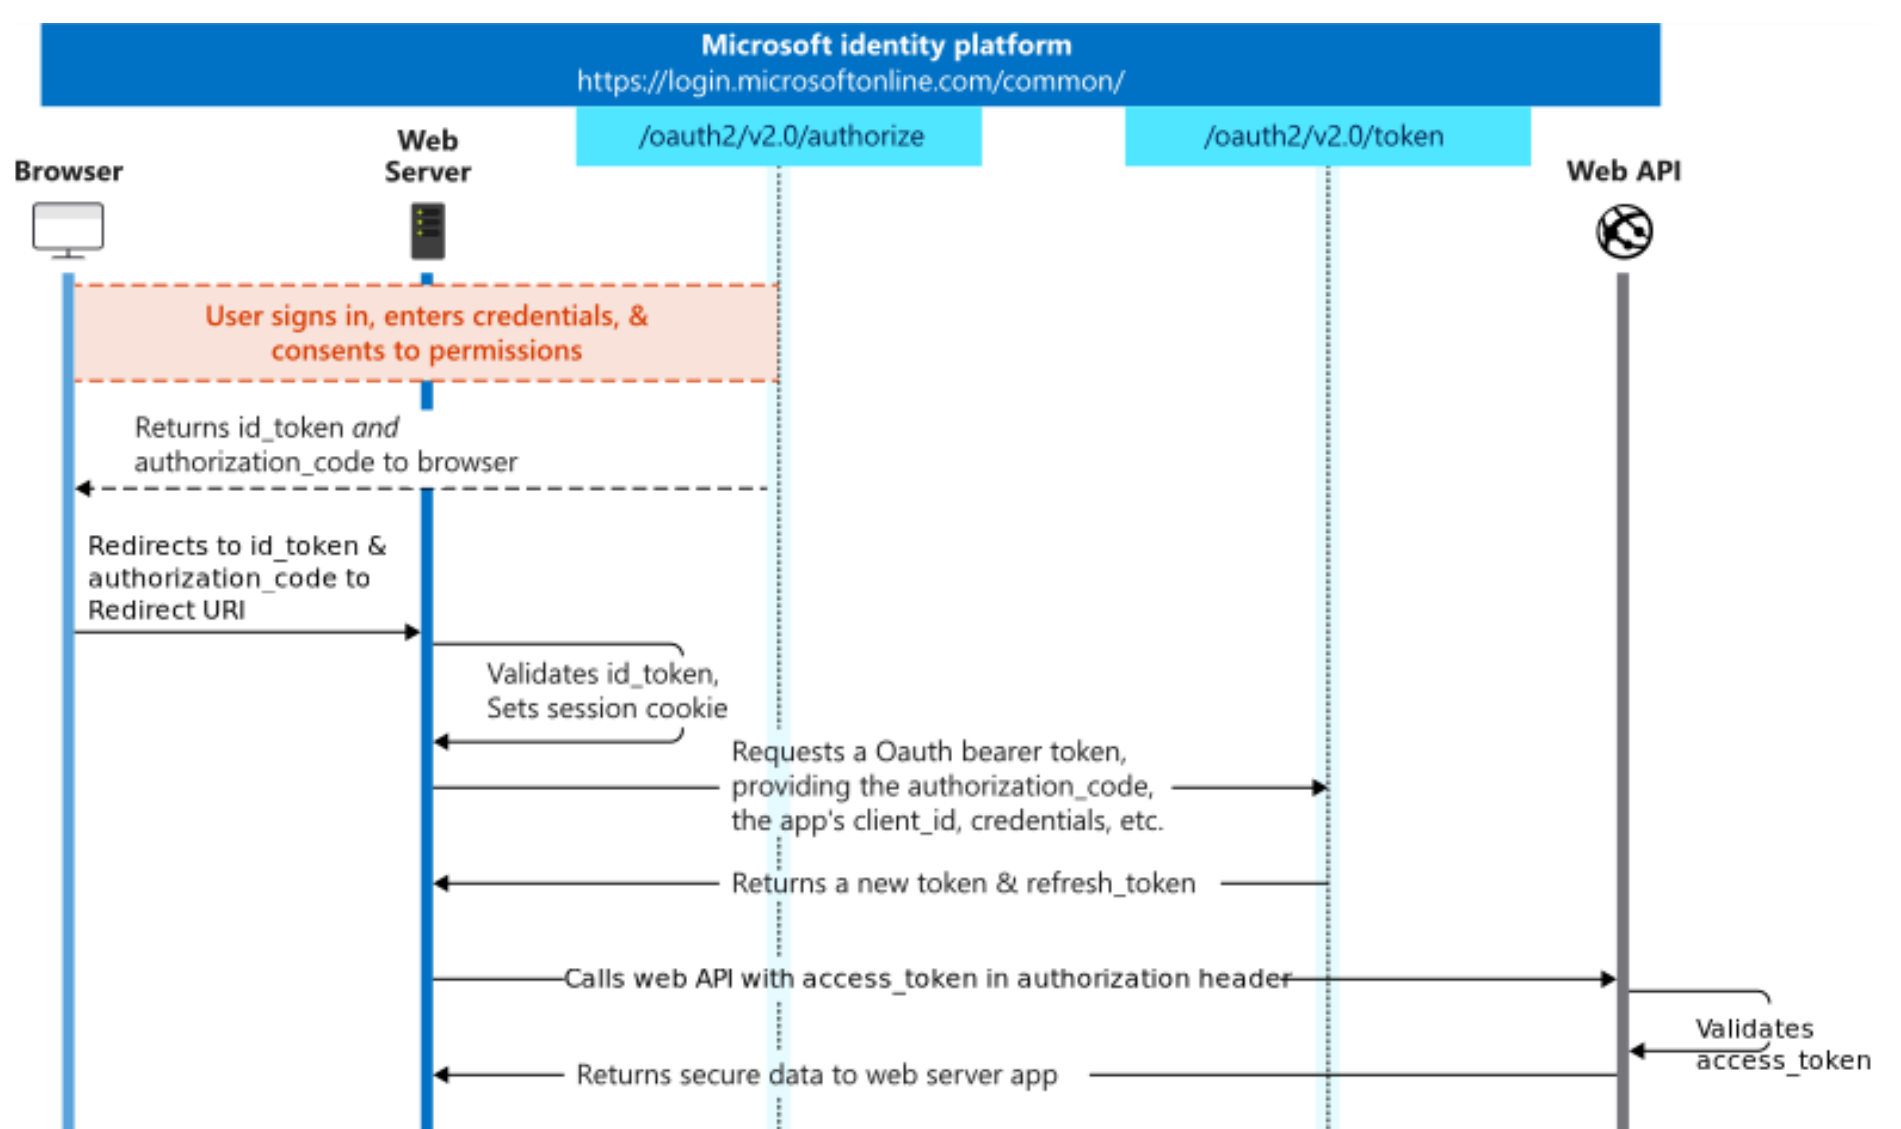 Microsoft identity platform
https://login.microsoftonline.com/common/
/oauth2/v2.0/authorize
/oauth2/v2.0/token
Browser
Web
Server
Web API
User signs in, enters credentials, &
consents to permissions
Returns id_token and
authorization_code to browser
Redirects to id_token &
authorization_code to
Redirect URI
Validates id_token,
Sets session cookie
Requests a Oauth bearer token,
providing the authorization_code,
the app's client_id, credentials, etc.
Returns a new token & refresh_token
Calls web API with access_token in authorization header
Validates
access_token
Returns secure data to web server app